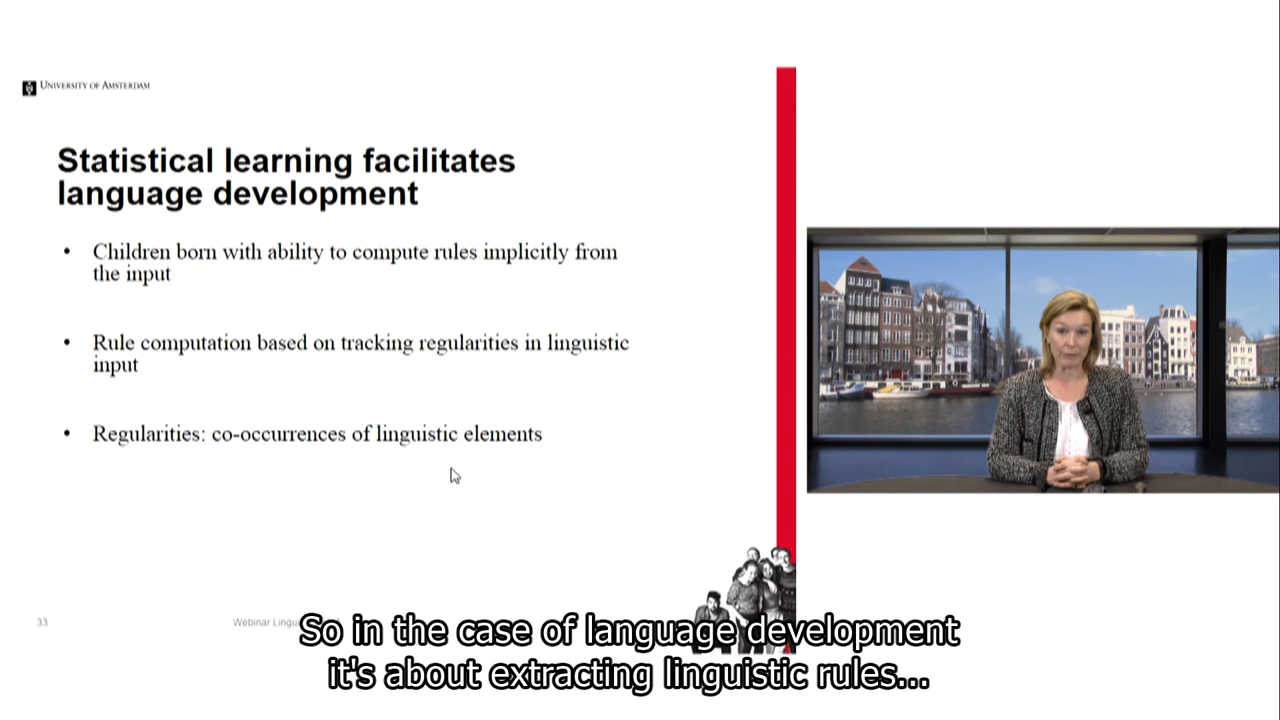 UNIVERSITY OF AMSTERDAM
Statistical learning facilitates
language development
• Children born with ability to compute rules implicitly from
the input
• Rule computation based on tracking regularities in linguistic
input
• Regularities: co-occurrences of linguistic elements
33
Webinar
So in the case of language development
it's about extracting linguistic rules...